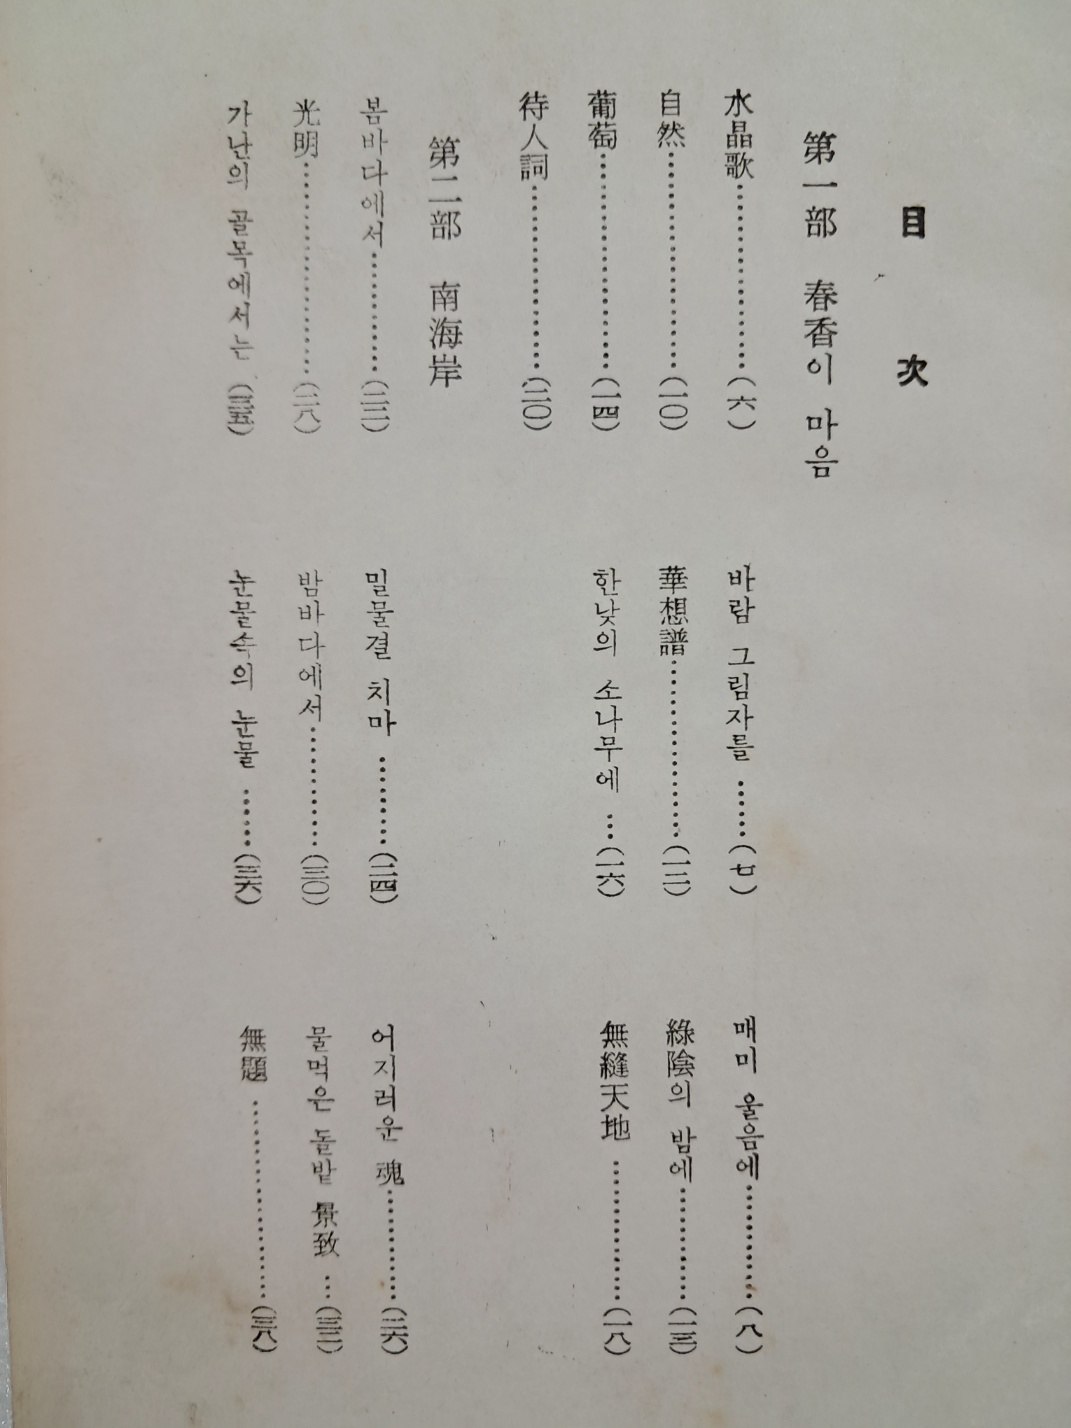 目 次
第一部 春香이 마음
水晶歌…………(六)
바람 그림자를 ……(七)
매미 울음에…………(八)
自然…………(一〇)
華想譜…………(一二)
綠陰의 밤에…………(一三)
葡萄…………(一四)
한낮의 소나무에 …(一六)
無縫天地 …………(一八)
待人詞…………(二〇)
第二部 南海岸
봄바다에서…………(二二)
밀물결 치마 …………(二四)
어지러운 魂…………(二六)
光明…………(二八)
밤바다에서…………(三〇)
물먹은 돌밭 景致 …(三二)
가난의 골목에서는 (三五)
눈물속의 눈물 ……(三六)
無題 …………(三八)